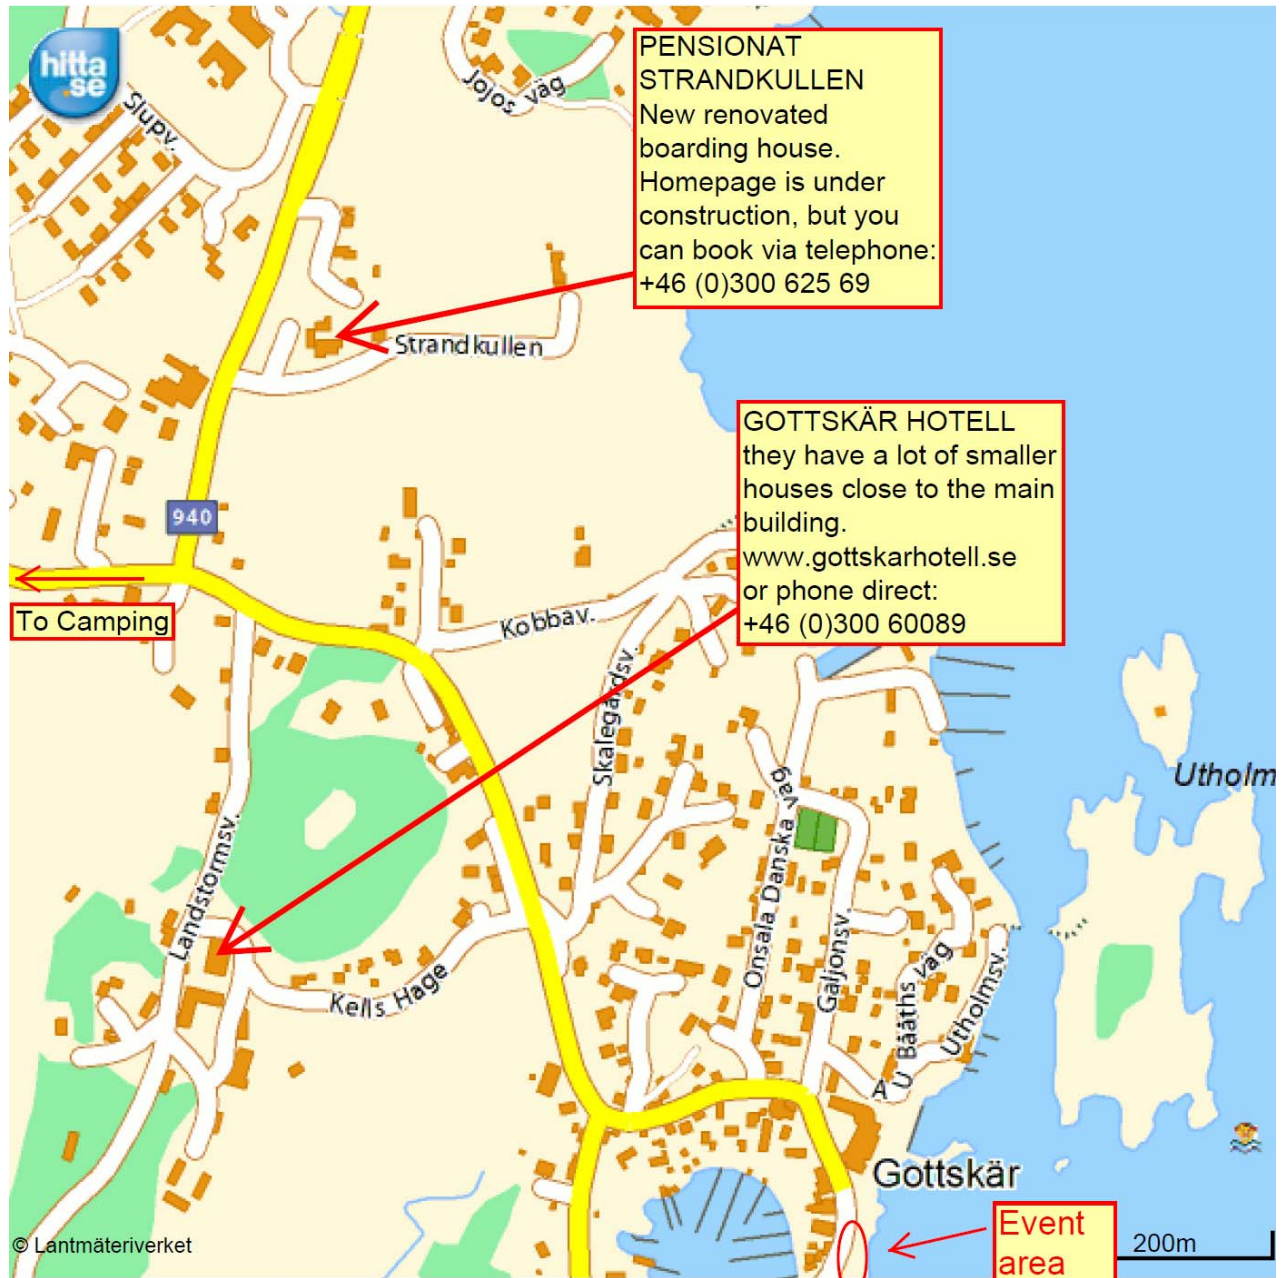 hitta
.se
Slupv.
Jojos väg
PENSIONAT
STRANDKULLEN
New renovated
boarding house.
Homepage is under
construction, but you
can book via telephone:
+46 (0)300 625 69
Strandkullen
GOTTSKÄR HOTELL
they have a lot of smaller
houses close to the main
building.
www.gottskarhotell.se
or phone direct:
+46 (0)300 60089
940
To Camping
Kobbav.
Skalegårdsv.
Utholm
Landstormsv.
Onsala Danska väg
Galjonsv.
Kells Hage
A U Bååths väg
Utholmsv.
Gottskär
Event
area
200m
© Lantmäteriverket